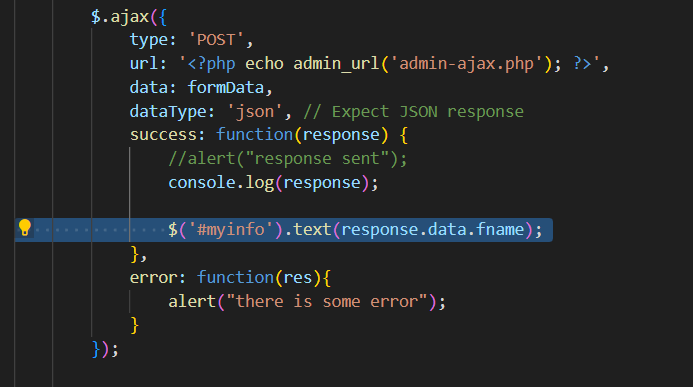 $.ajax({
type: 'POST',
url: '<?php echo admin_url('admin-ajax.php'); ?>',
data: formData,
dataType: 'json', // Expect JSON response
success: function(response) {
//alert("response sent");
console.log(response);
$('#myinfo').text(response.data.fname);
},
error: function(res){
alert("there is some error");
}
});